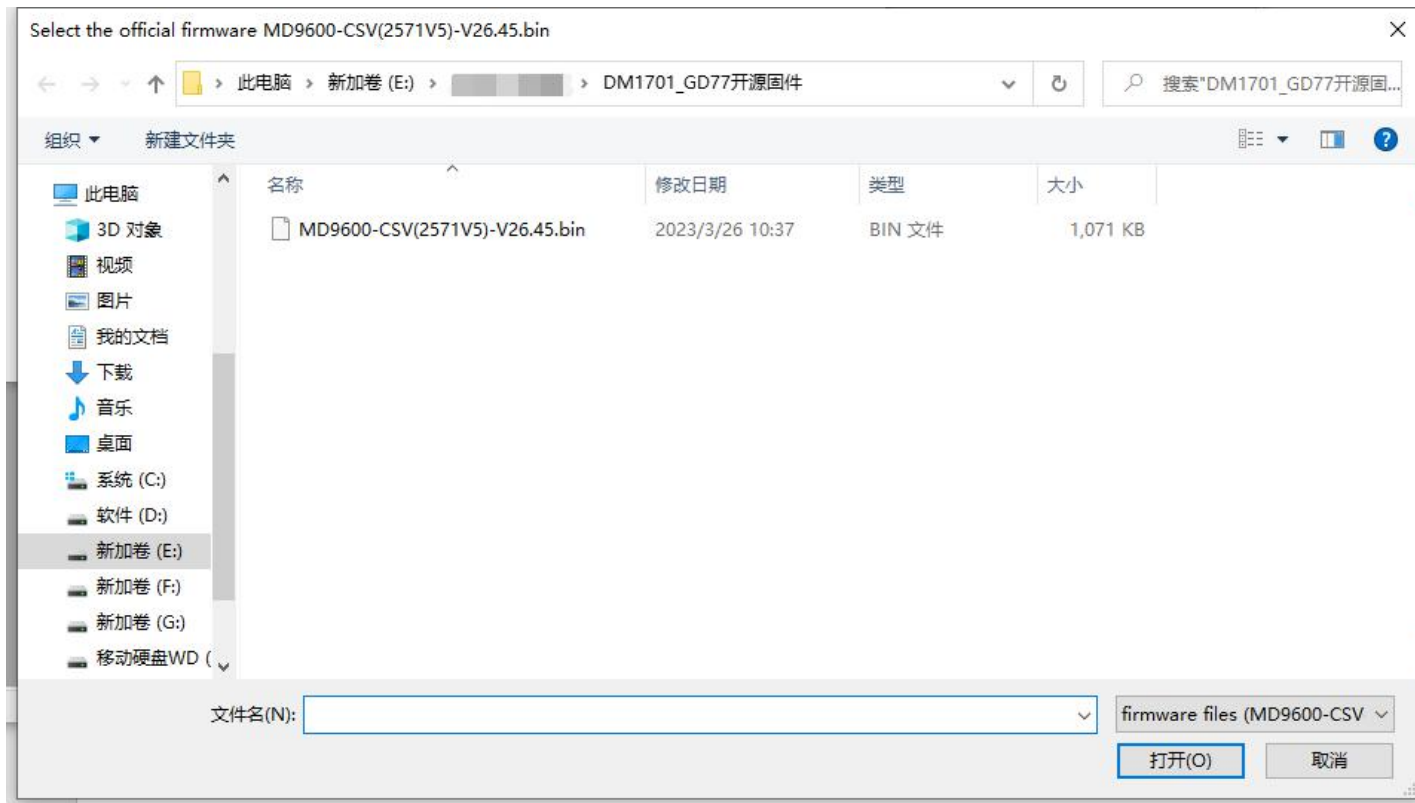 Select the official firmware MD9600-CSV(2571V5)-V26.45.bin
此电脑 › 新加卷 (E:) › › DM1701_GD77开源固件
搜索"DM1701_GD77开源固...
组织 新建文件夹
名称 修改日期 类型 大小
MD9600-CSV(2571V5)-V26.45.bin 2023/3/26 10:37 BIN 文件 1,071 KB
此电脑
3D 对象
视频
图片
我的文档
下载
音乐
桌面
系统 (C:)
软件 (D:)
新加卷 (E:)
新加卷 (F:)
新加卷 (G:)
移动硬盘WD (
文件名(N):
firmware files (MD9600-CSV
打开(O) 取消